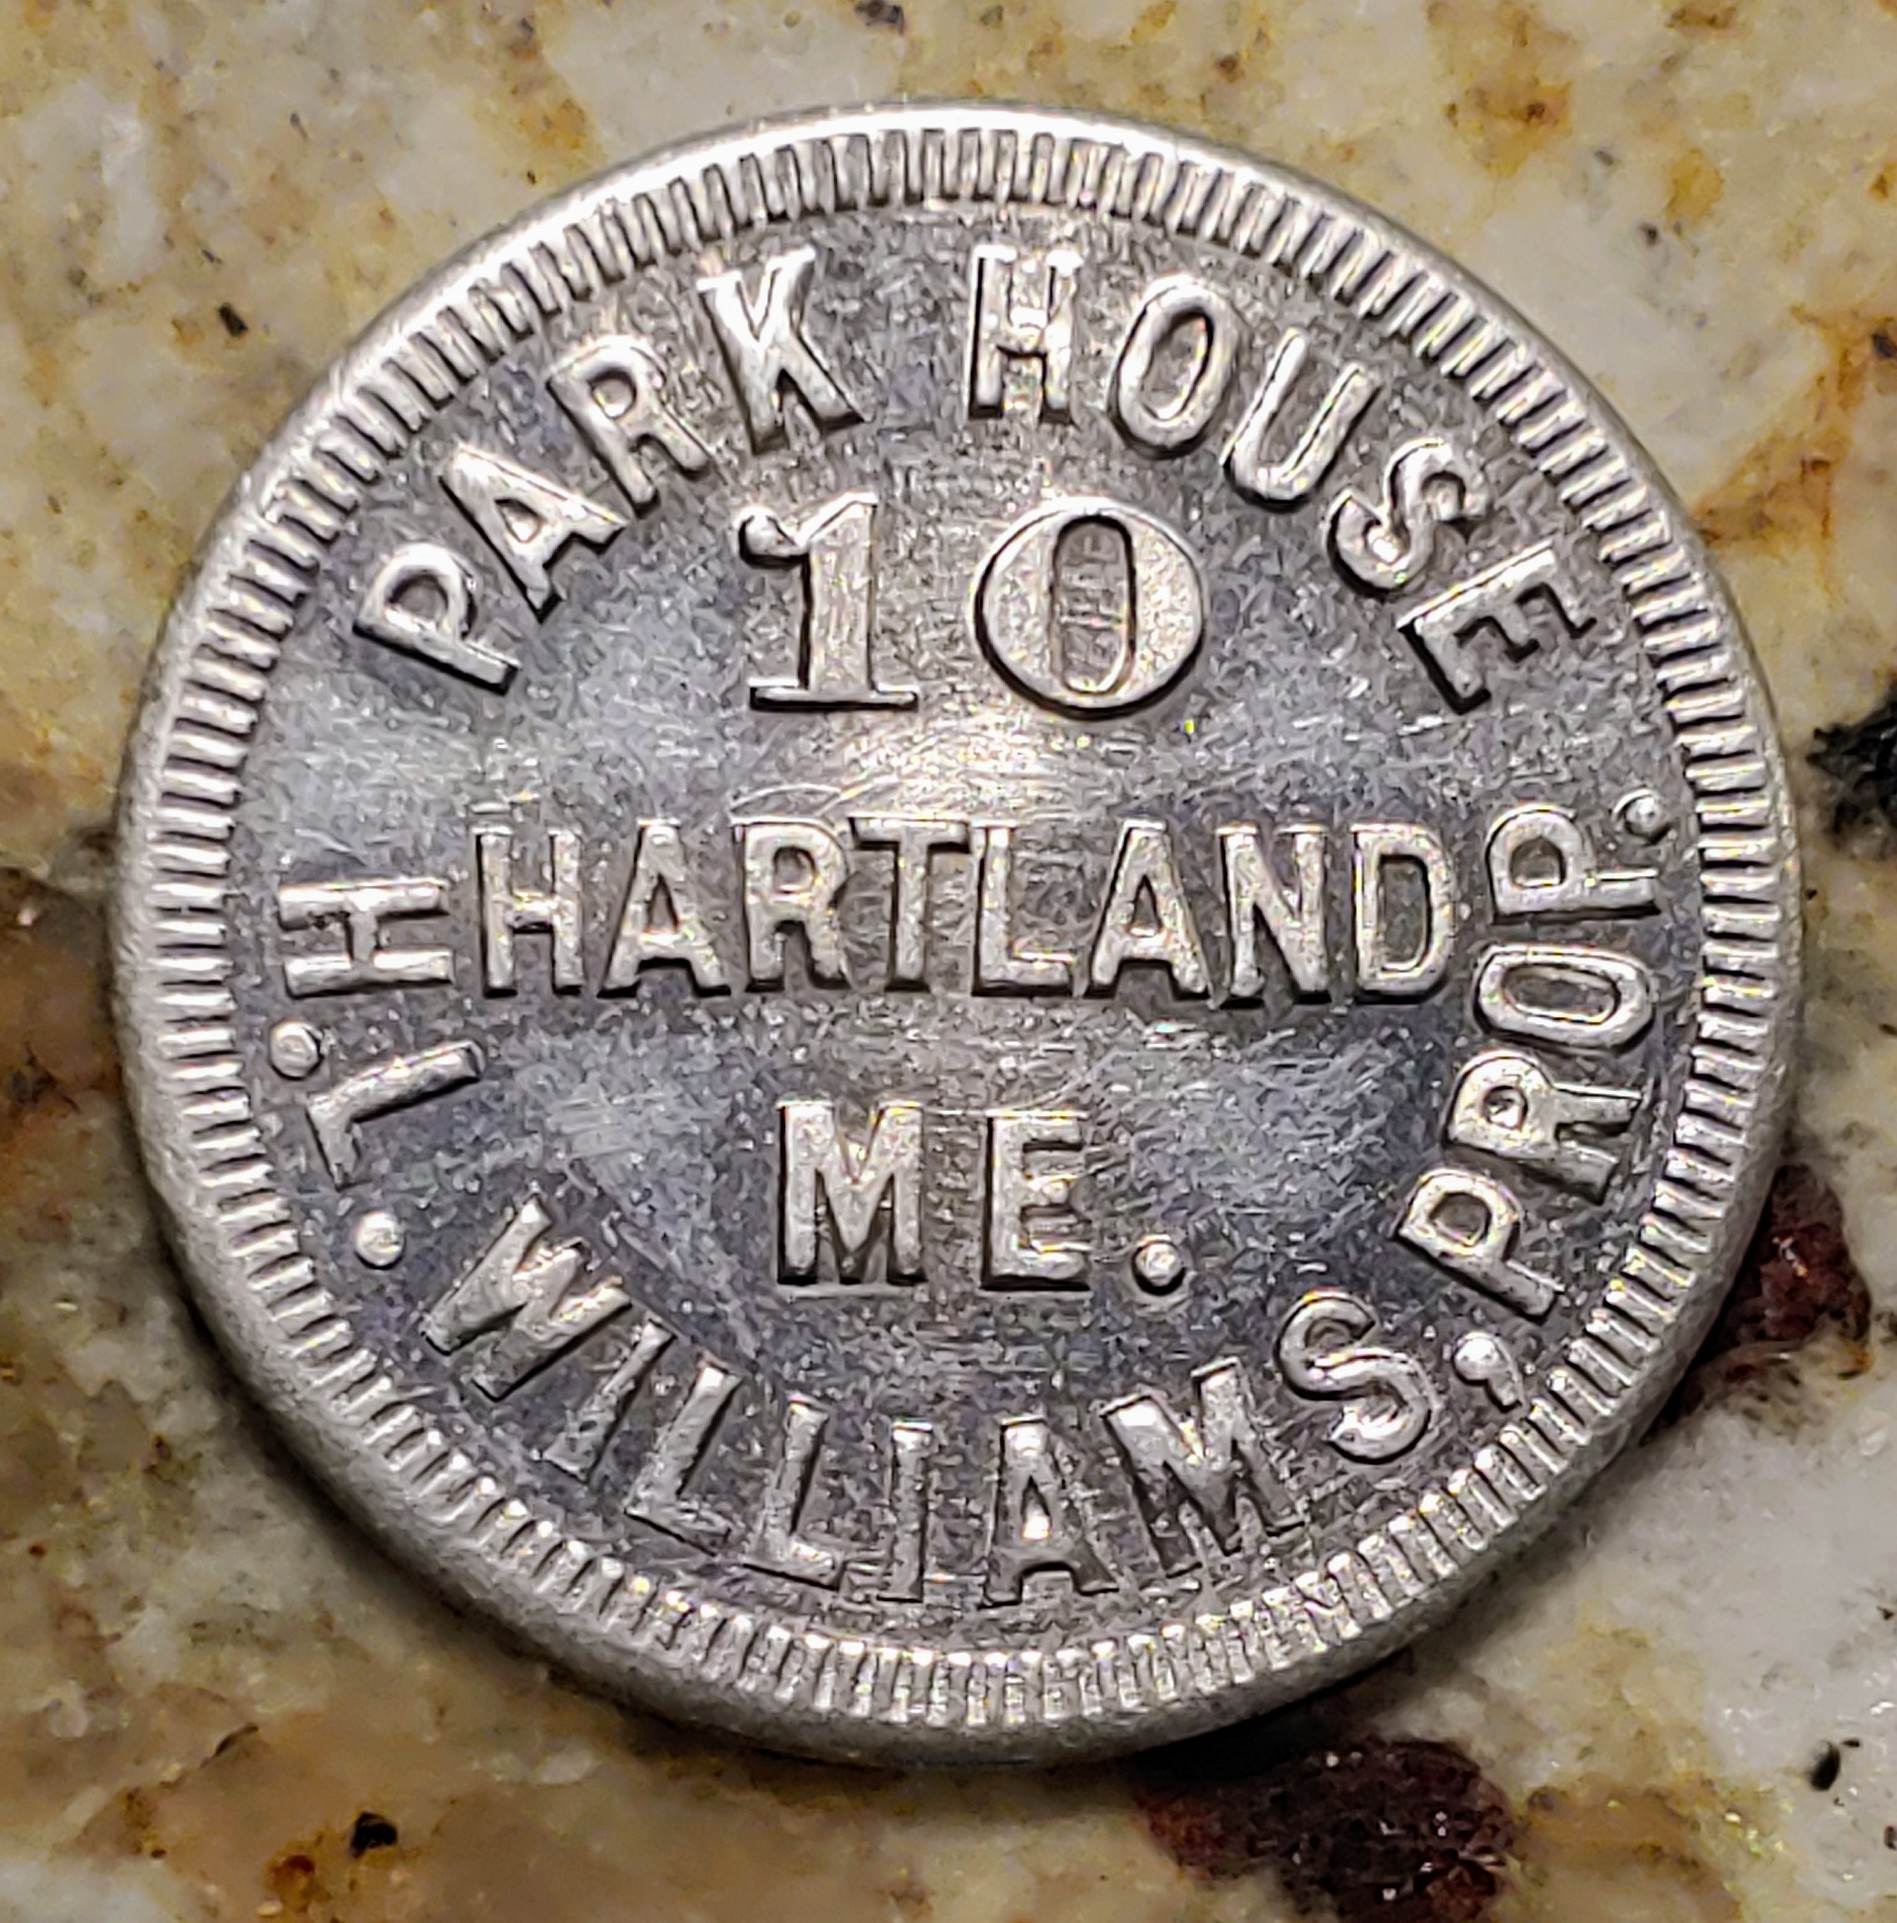 PARK HOUSE
10
HARTLAND
ME.
H.L. WILLIAMS, PROP.